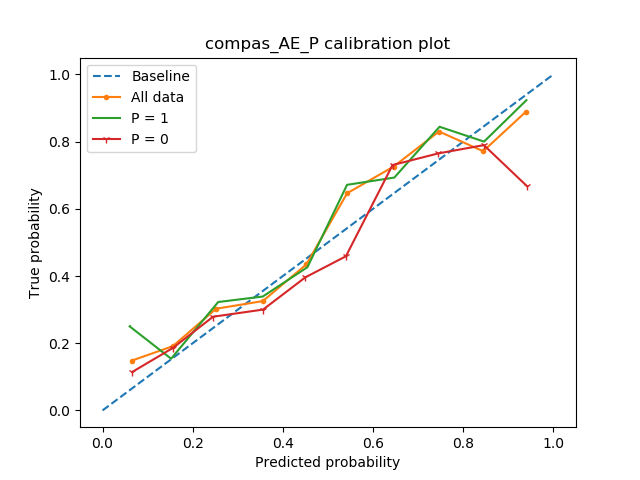 compas_AE_P calibration plot
1.0
0.8
0.6
0.4
0.2
0.0
True probability
Baseline
All data
P = 1
P = 0
0.0 0.2 0.4 0.6 0.8 1.0
Predicted probability